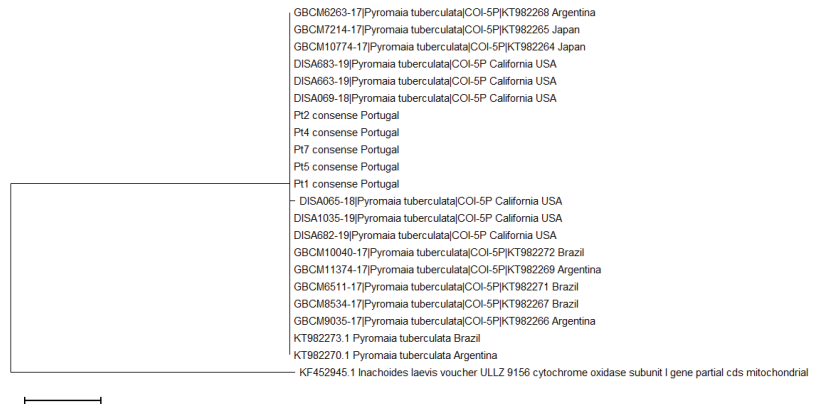 GBCM6263-17|Pyromaia tuberculata|COI-5P|KT982268 Argentina
GBCM7214-17|Pyromaia tuberculata|COI-5P|KT982265 Japan
GBCM10774-17|Pyromaia tuberculata|COI-5P|KT982264 Japan
DISA683-19|Pyromaia tuberculata|COI-5P California USA
DISA663-19|Pyromaia tuberculata|COI-5P California USA
DISA069-18|Pyromaia tuberculata|COI-5P California USA
Pt2 consense Portugal
Pt4 consense Portugal
Pt7 consense Portugal
Pt5 consense Portugal
Pt1 consense Portugal
DISA065-18|Pyromaia tuberculata|COI-5P California USA
DISA1035-19|Pyromaia tuberculata|COI-5P California USA
DISA682-19|Pyromaia tuberculata|COI-5P California USA
GBCM10040-17|Pyromaia tuberculata|COI-5P|KT982272 Brazil
GBCM11374-17|Pyromaia tuberculata|COI-5P|KT982269 Argentina
GBCM6511-17|Pyromaia tuberculata|COI-5P|KT982271 Brazil
GBCM8534-17|Pyromaia tuberculata|COI-5P|KT982267 Brazil
GBCM9035-17|Pyromaia tuberculata|COI-5P|KT982266 Argentina
KT982273.1 Pyromaia tuberculata Brazil
KT982270.1 Pyromaia tuberculata Argentina
KF452945.1 Inachoides laevis voucher ULLZ 9156 cytochrome oxidase subunit I gene partial cds mitochondrial